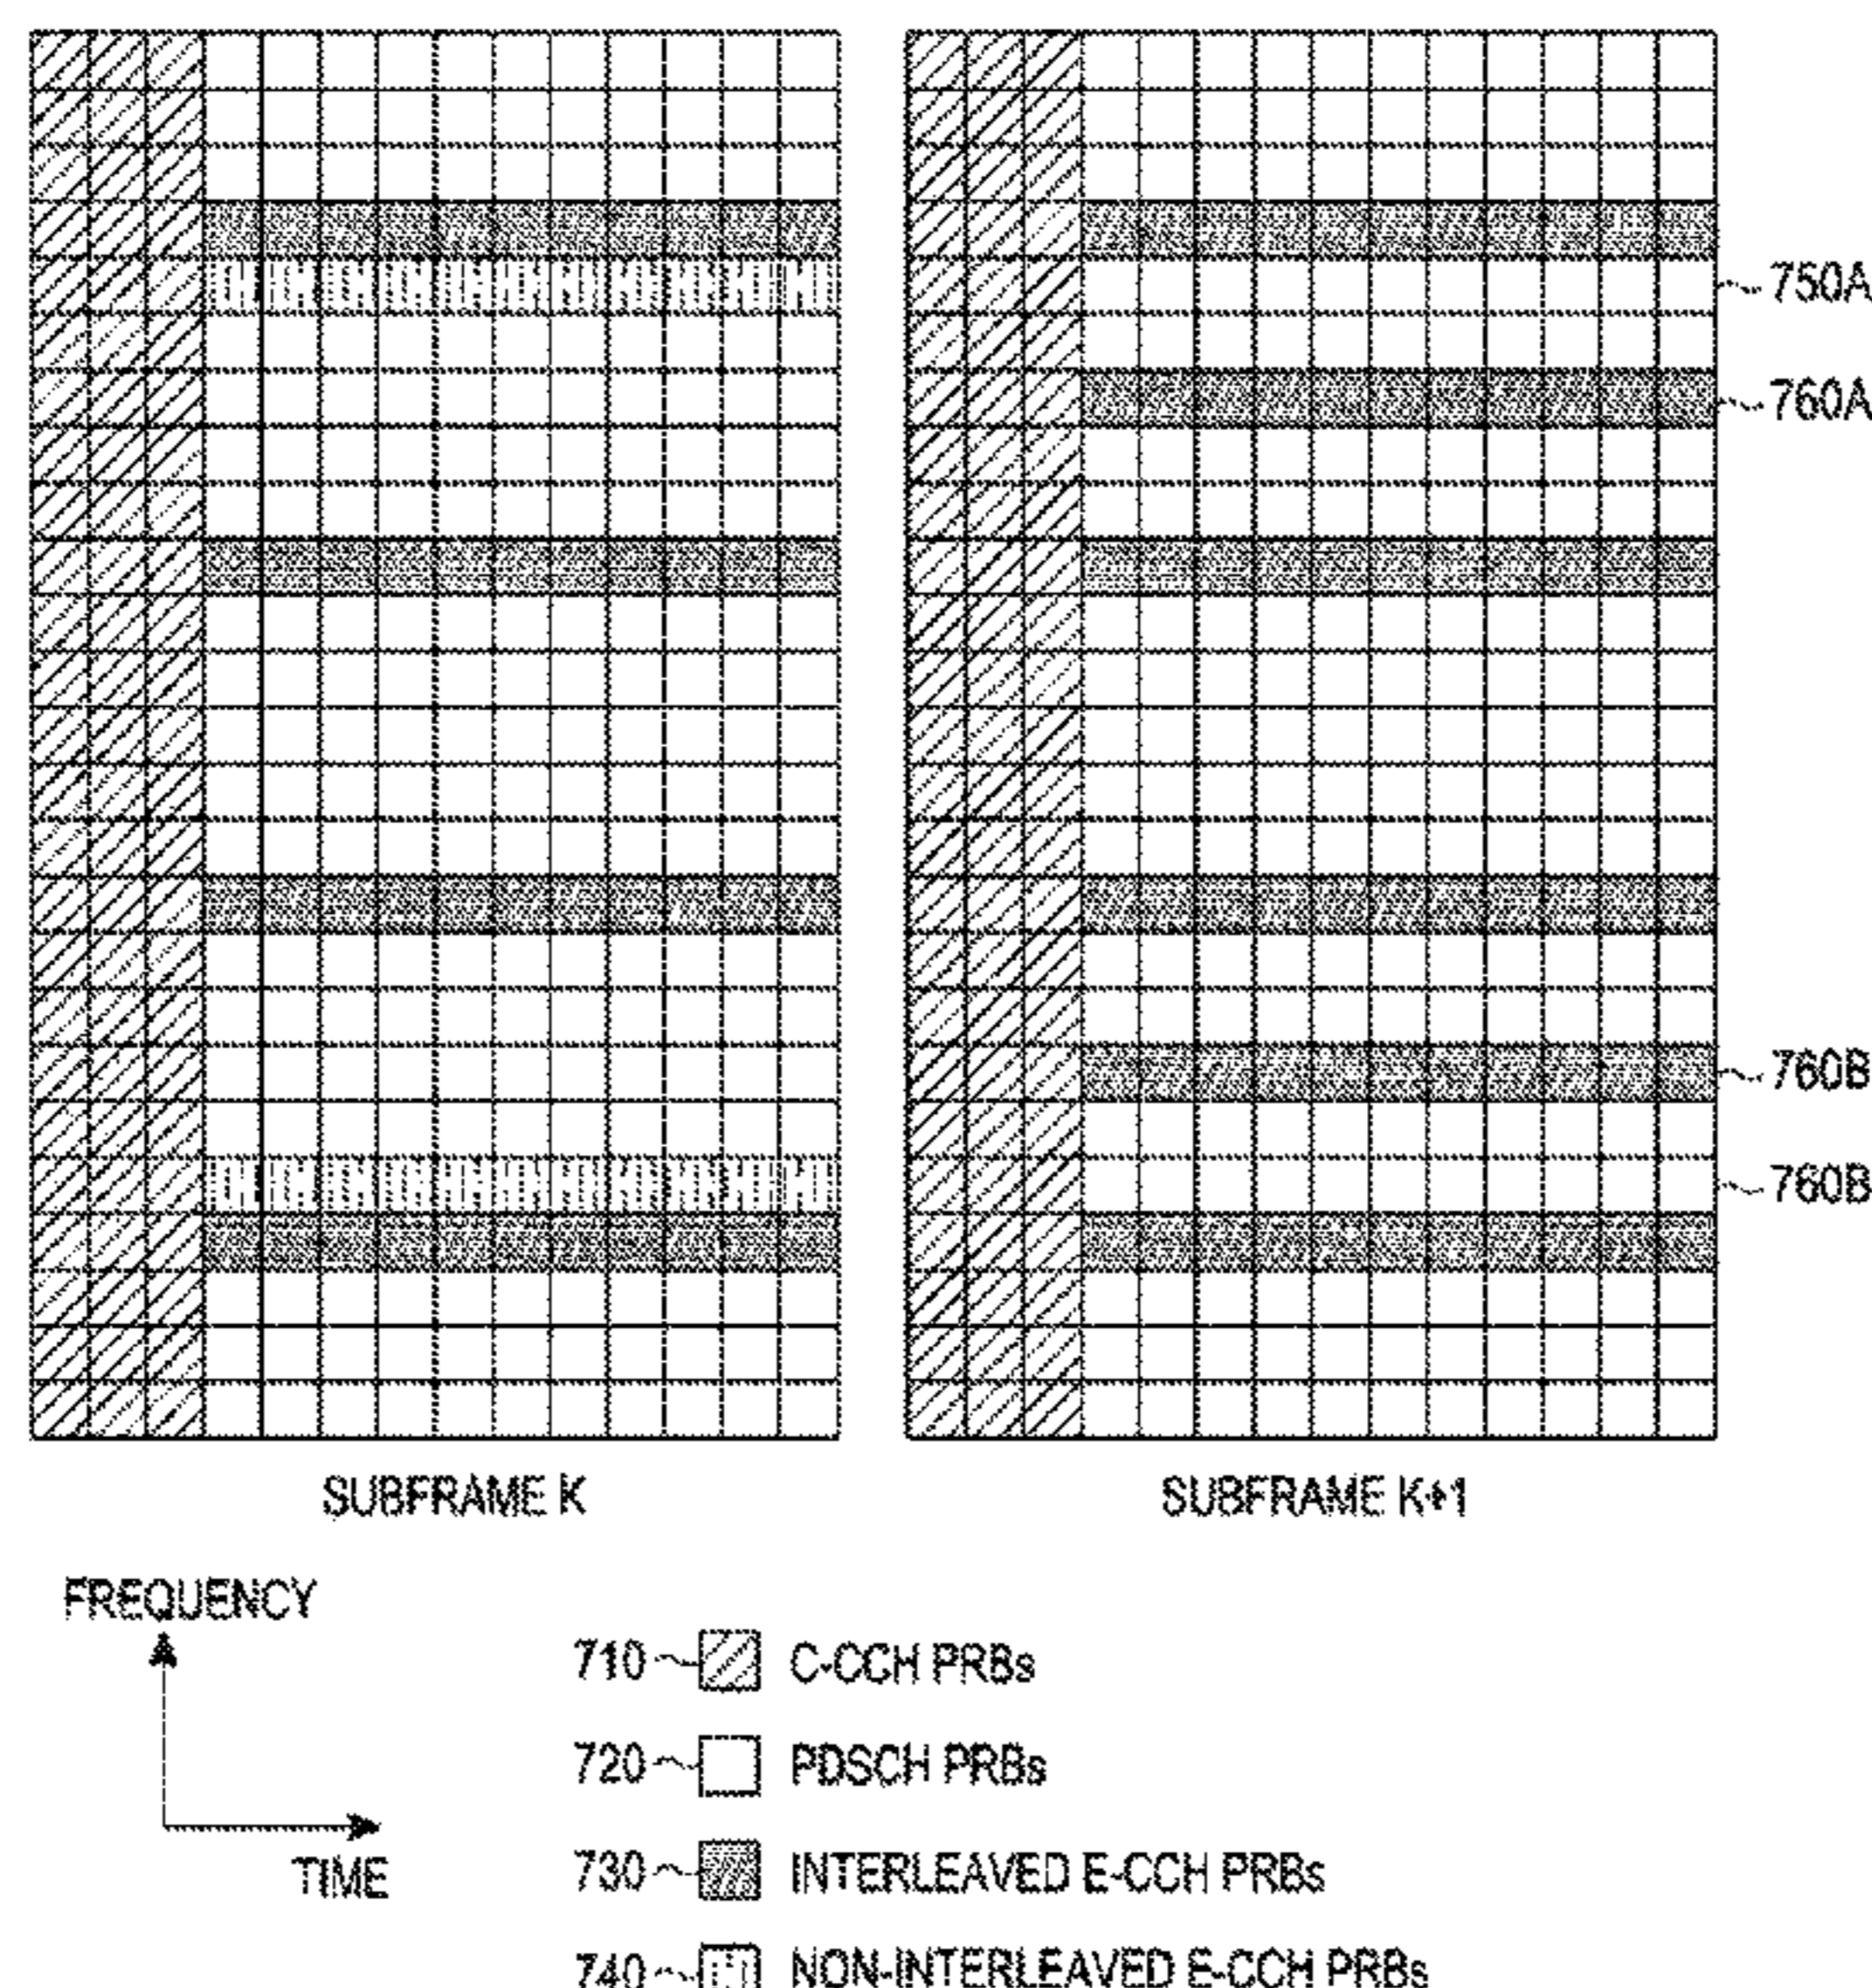 750A
760A
760B
760B
SUBFRAME K
SUBFRAME K+1
FREQUENCY
TIME
710 C-CCH PRBs
720 PDSCH PRBs
730 INTERLEAVED E-CCH PRBs
740 NON-INTERLEAVED E-CCH PRBs